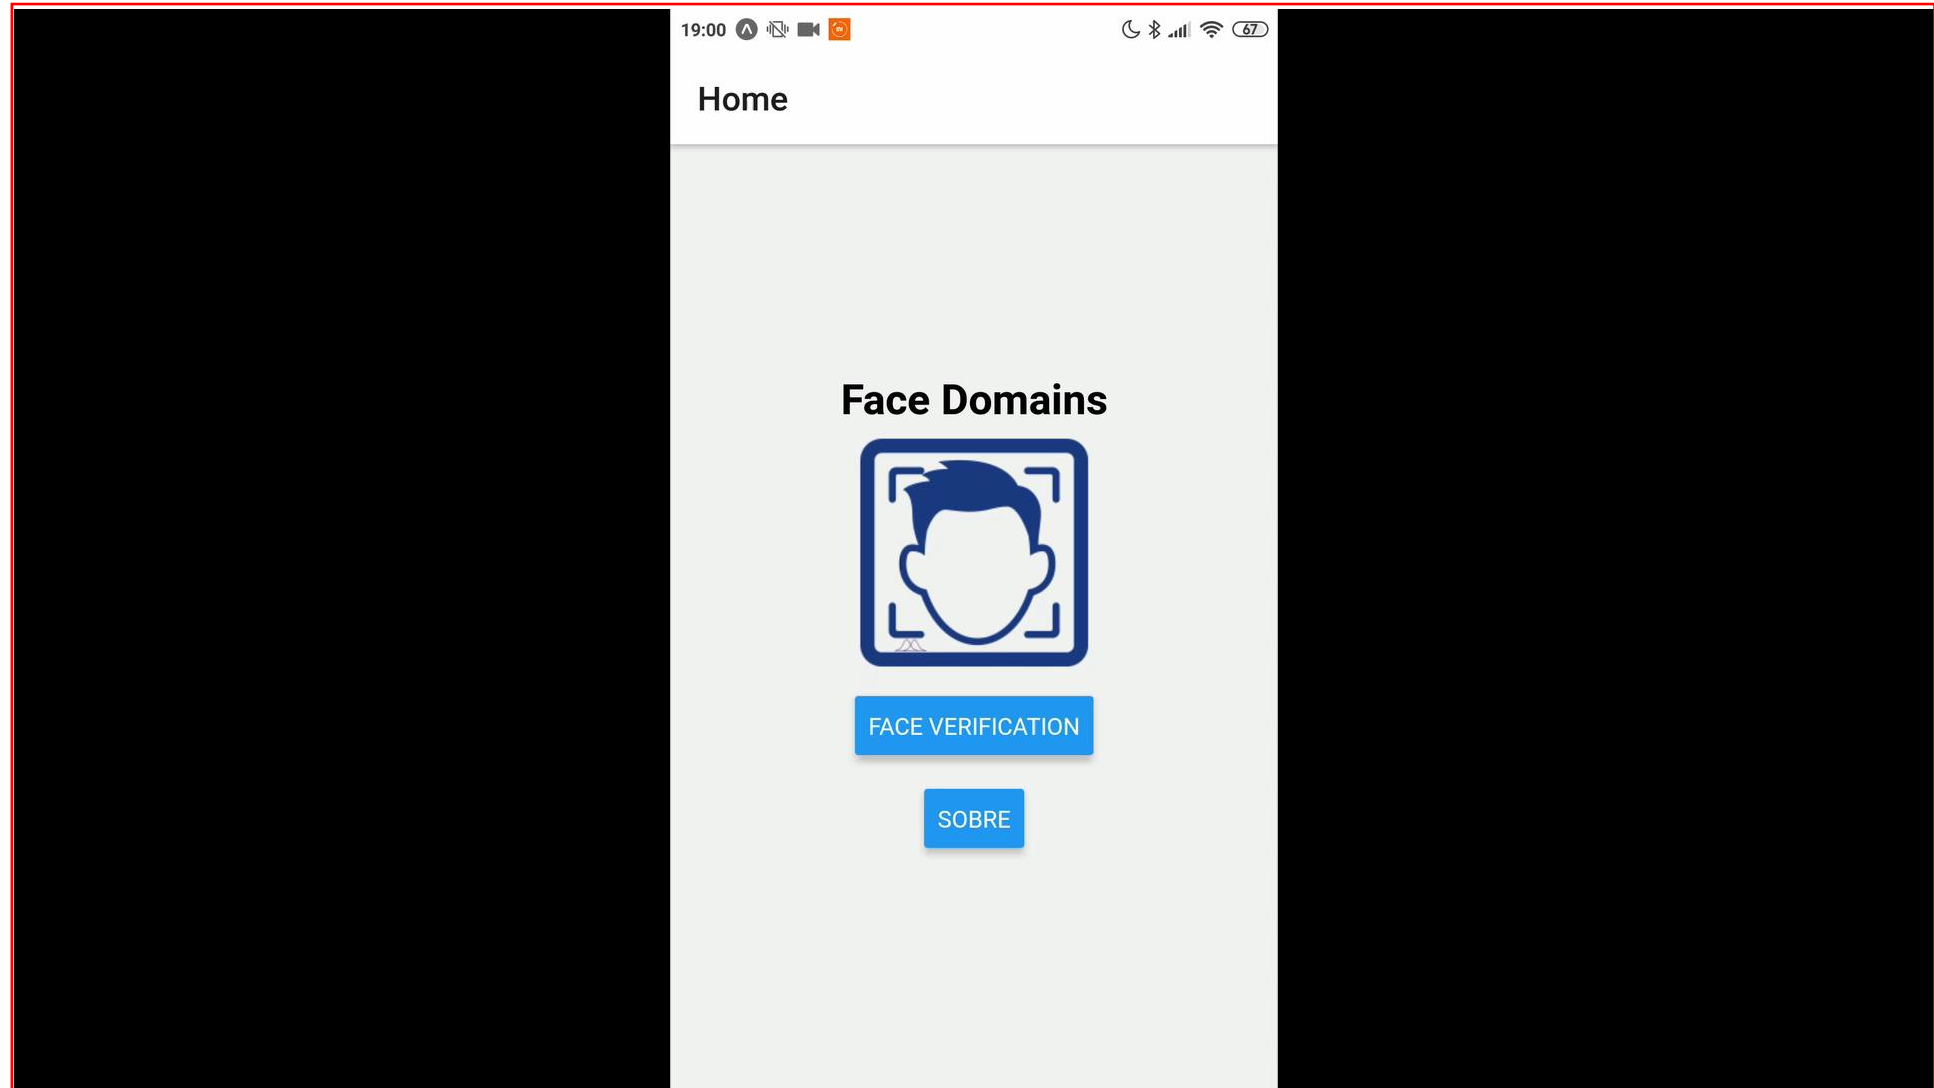 19:00
67
Home
Face Domains
FACE VERIFICATION
SOBRE